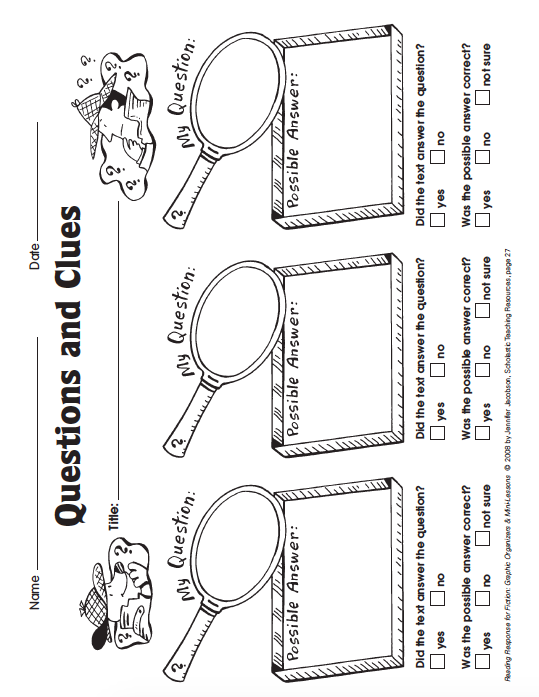 Name Date
Questions and Clues
Title:
? ? ?
? ? ? ? ? ?
My Question:
?
Possible Answer:
Did the text answer the question?
yes no
Was the possible answer correct?
yes no not sure
My Question:
?
Possible Answer:
Did the text answer the question?
yes no
Was the possible answer correct?
yes no not sure
My Question:
?
Possible Answer:
Did the text answer the question?
yes no
Was the possible answer correct?
yes no not sure
Reading Response for Fiction: Graphic Organizers & Mini-Lessons © 2008 by Jennifer Jacobson, Scholastic Teaching Resources, page 27